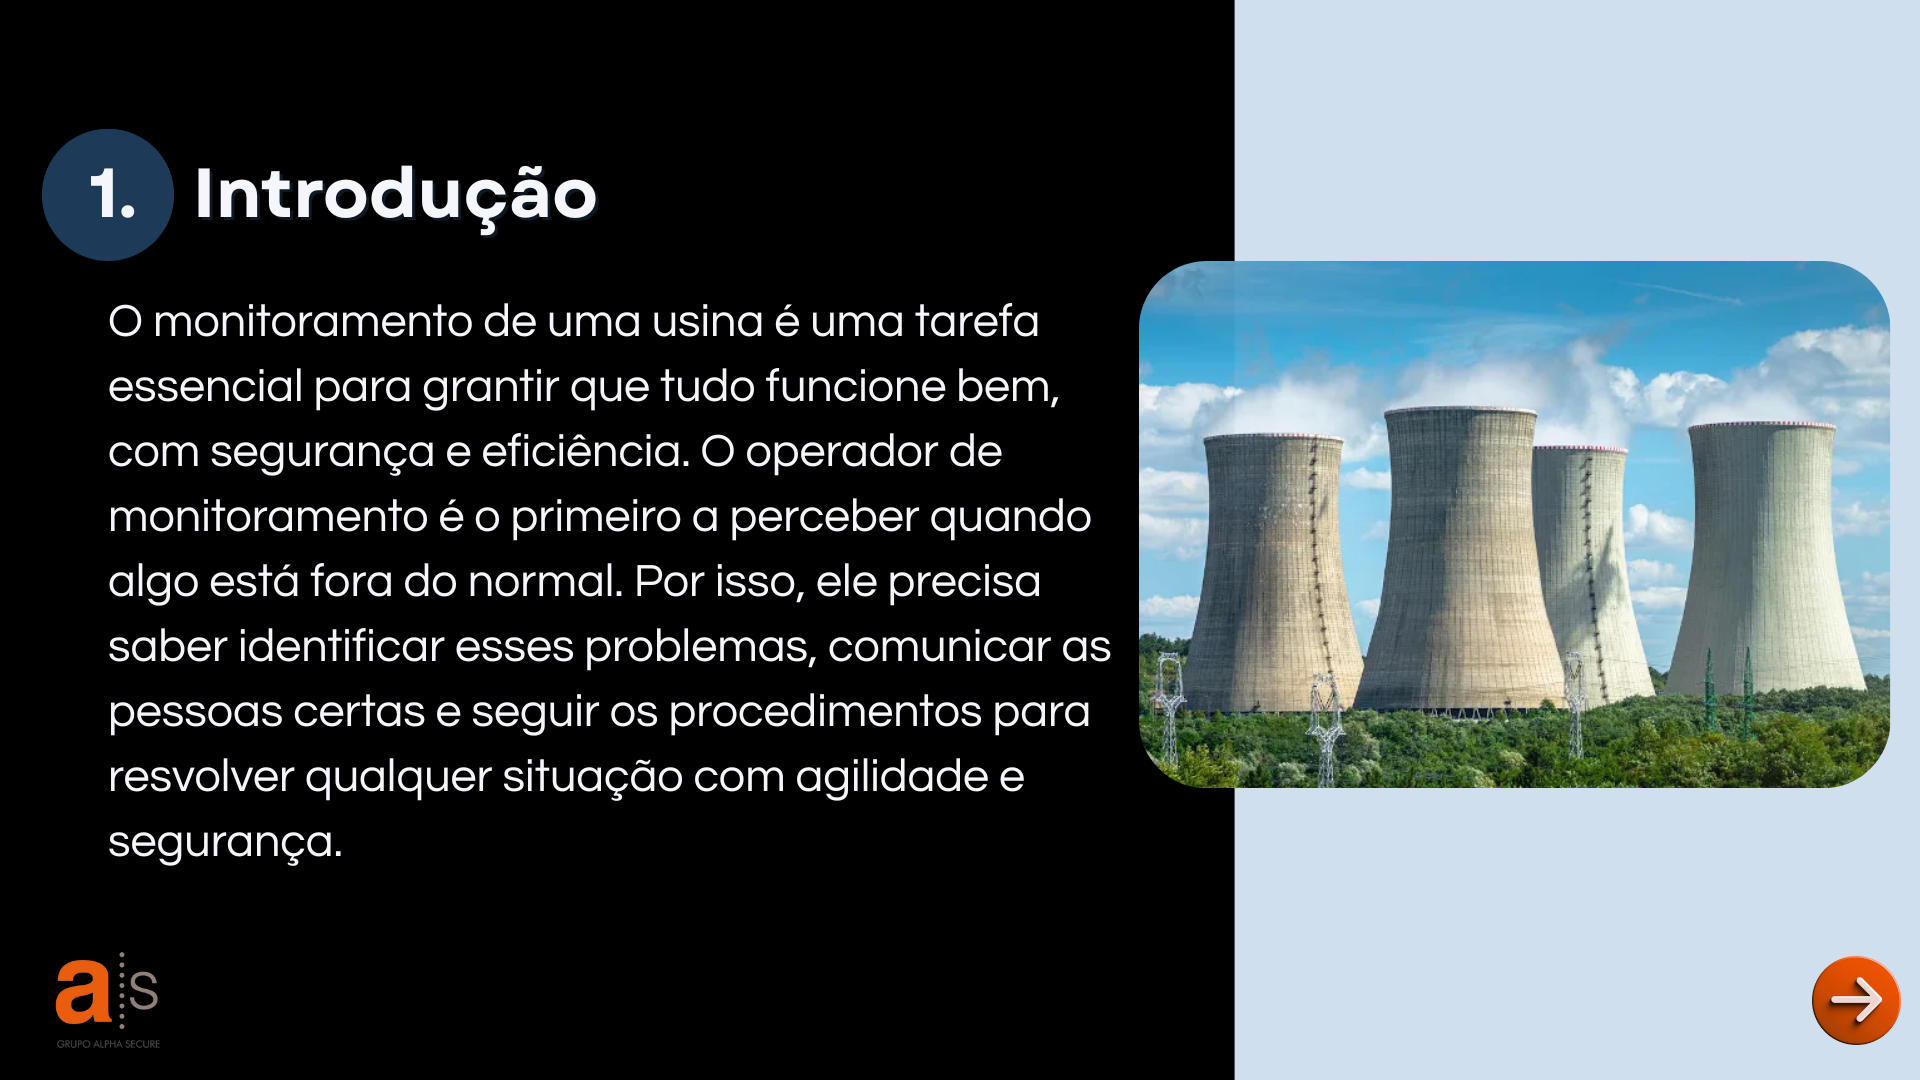 1. Introdução
O monitoramento de uma usina é uma tarefa
essencial para grantir que tudo funcione bem,
com segurança e eficiência. O operador de
monitoramento é o primeiro a perceber quando
algo está fora do normal. Por isso, ele precisa
saber identificar esses problemas, comunicar as
pessoas certas e seguir os procedimentos para
resvolver qualquer situação com agilidade e
segurança.
a s
GRUPO ALPHA SECURE